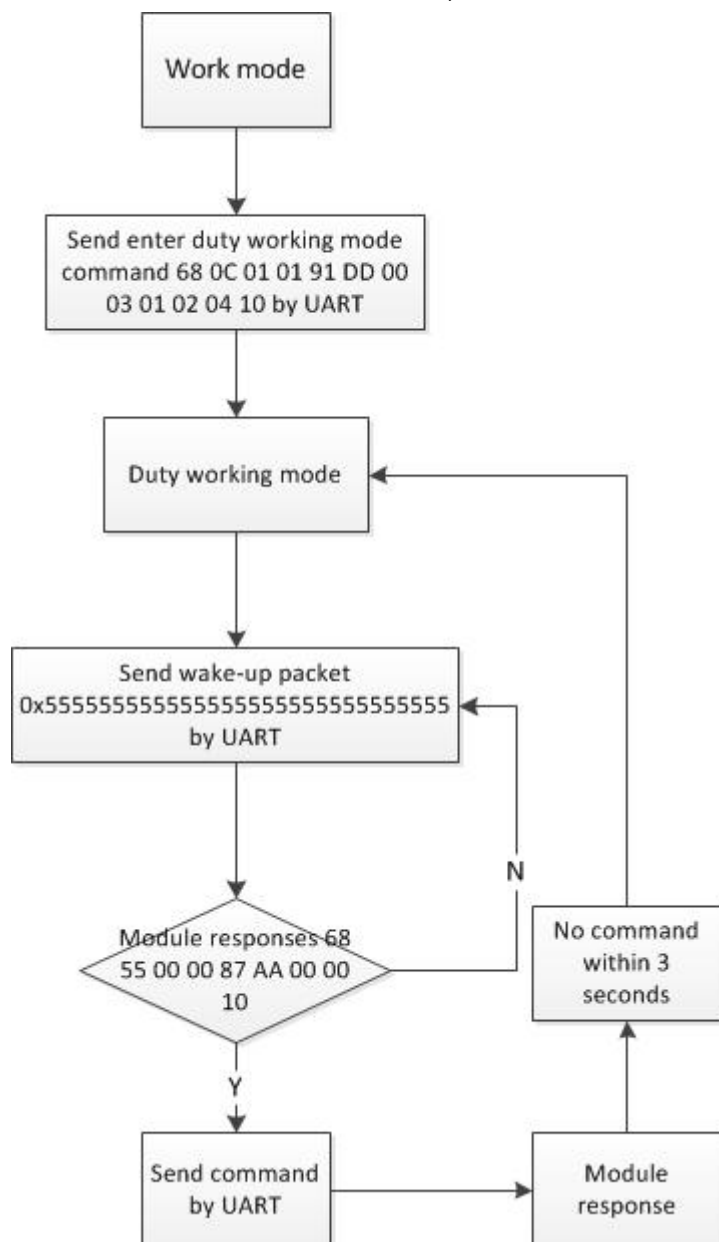 Work mode
Send enter duty working mode
command 68 0C 01 01 91 DD 00
03 01 02 04 10 by UART
Duty working mode
Send wake-up packet
0x55555555555555555555555555555555
by UART
N
Module responses 68
55 00 00 87 AA 00 00
10
No command
within 3
seconds
Y
Send command
by UART
Module
response